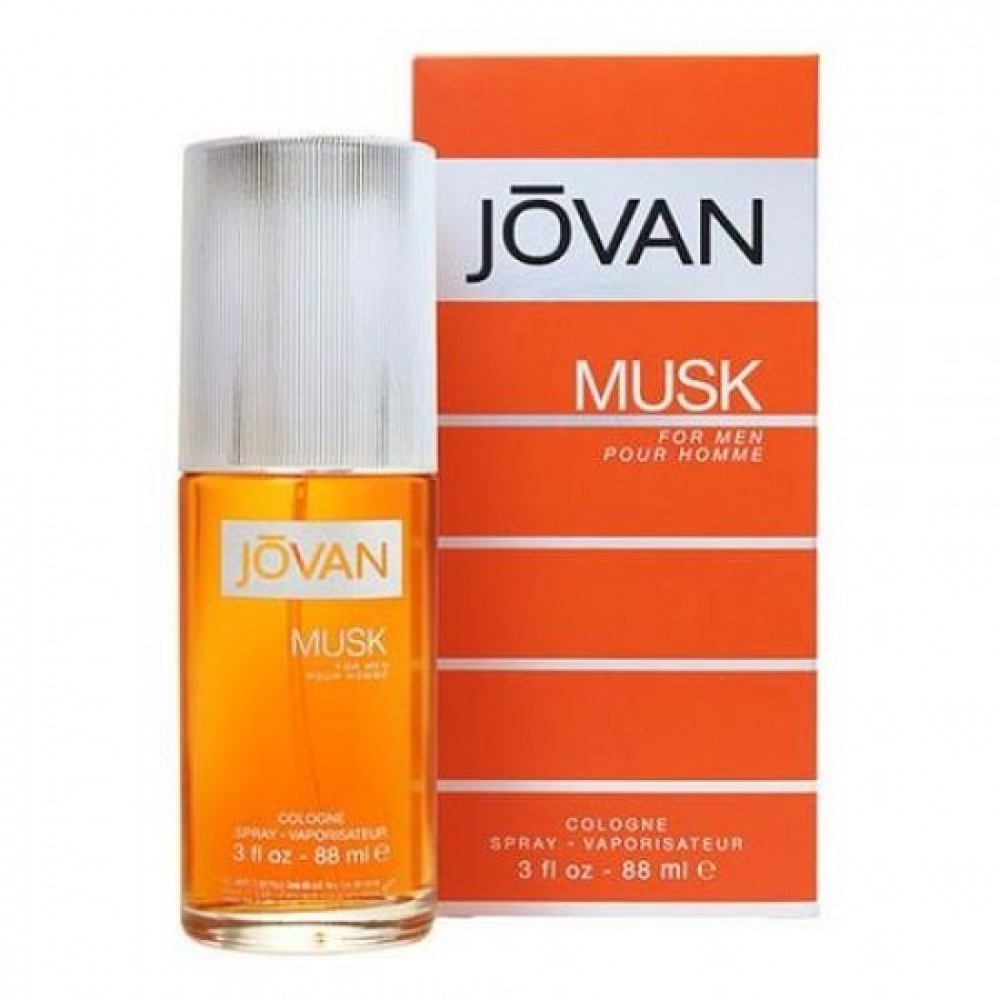 JŌVAN
MUSK
FOR MEN
POUR HOMME
COLOGNE
SPRAY - VAPORISATEUR
3 fl oz - 88 ml ℮
JŌVAN
MUSK
FOR MEN
POUR HOMME
COLOGNE
SPRAY - VAPORISATEUR
3 fl oz - 88 ml ℮